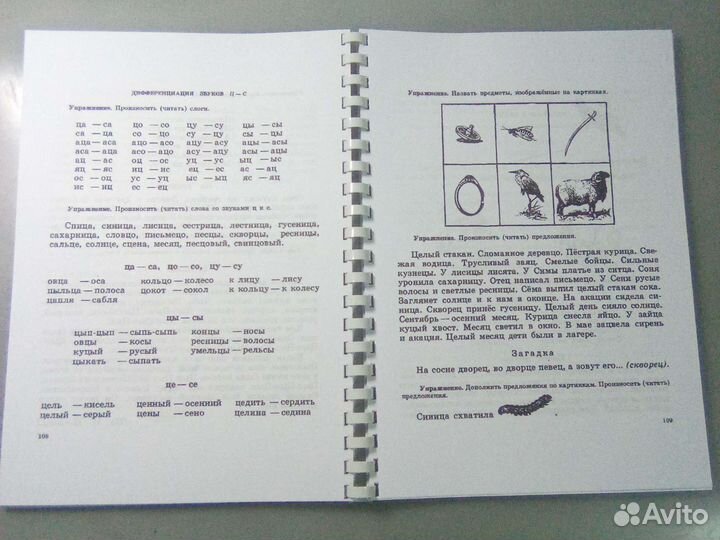 ДИФФЕРЕНЦИАЦИЯ ЗВУКОВ Ц — С
Упражнение. Произносить (читать) слоги.
ца — са цо — со цу — су цы — сы
са — ца со — цо су — цу сы — цы
аца — аса ацо — асо ацу — асу ацы — асы
аса — аца асо — ацо асу — ацу асы — ацы
ац — ас оц — ос уц — ус ыц — ыс
яц — яс иц — ис ец — ес ас — ац
ос — оц ус — уц ыс — ыц яс — яц
ис — иц ес — ец
Упражнение. Произносить (читать) слова со звуками ц и с.
Спица, синица, лисица, сестрица, лестница, гусеница,
сахарница, словцо, письмецо, песцы, скворцы, ресницы,
сальце, солнце, сцена, месяц, песцовый, свинцовый.
ца — са, цо — со, цу — су
овца — оса кольцо — колесо к лицу — лису
пыльца — полоса цокот — сокол к кольцу — к колесу
цапля — сабля
цы — сы
цып-цып — сыпь-сыпь концы — носы
овцы — косы ресницы — волосы
куцый — русый умельцы — рельсы
цыкать — сыпать
це — се
цель — кисель ценный — осенний цедить — сердить
целый — серый цены — сено целина — седина
108
Упражнение. Назвать предметы, изображённые на картинках.
Упражнение. Произносить (читать) предложения.
Целый стакан. Сломанное деревцо. Пёстрая курица. Све-
жая водица. Трусливый заяц. Смелые бойцы. Сильные
кузнецы. У лисицы лисята. У Симы платье из ситца. Соня
уронила сахарницу. Отец написал письмецо. У Сени русые
волосы и светлые ресницы. Сёма выпил целый стакан сока.
Заглянет солнце и к нам в оконце. На акации сидела си-
ница. Скворец принёс гусеницу. Целый день сияло солнце.
Сентябрь — осенний месяц. Курица снесла яйцо. У зайца
куцый хвост. Месяц светил в окно. В мае зацвела сирень
и акация. Целый месяц дети были в лагере.
Загадка
На сосне дворец, во дворце певец, а зовут его... (скворец).
Упражнение. Дополнить предложения по картинкам. Произносить (читать)
предложения.
Синица схватила
109
Avito